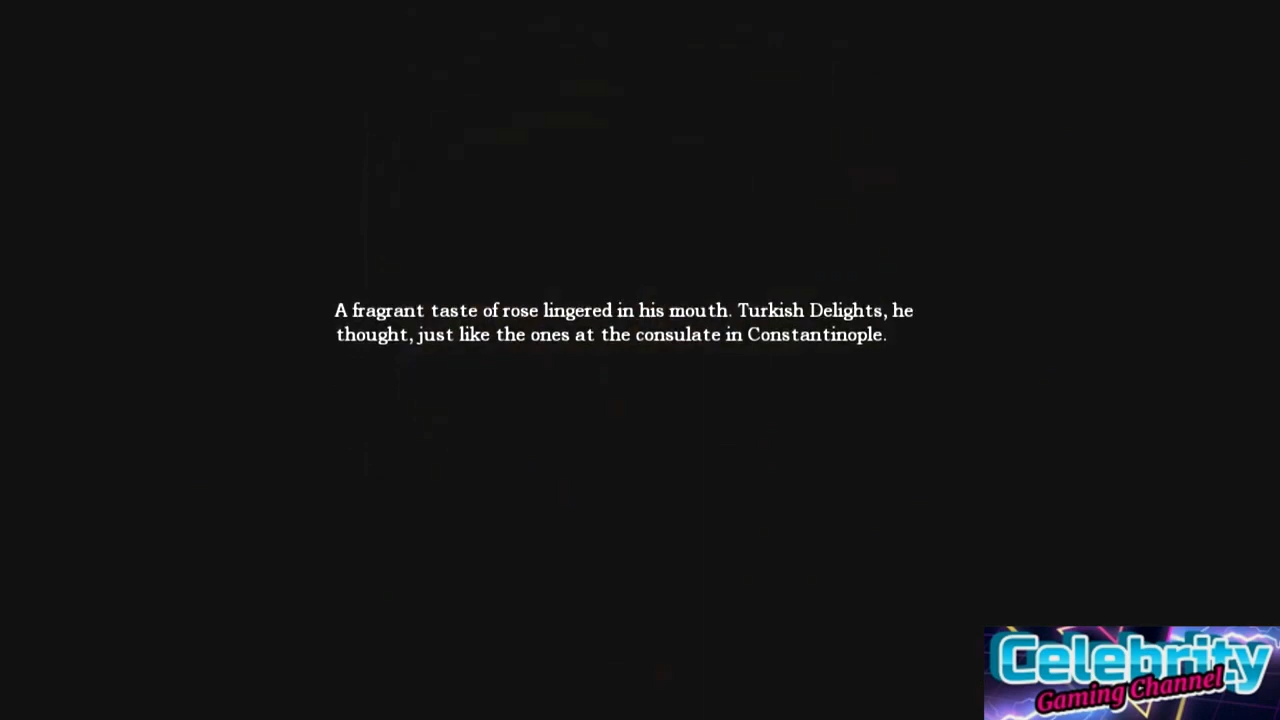 A fragrant taste of rose lingered in his mouth. Turkish Delights, he
thought, just like the ones at the consulate in Constantinople.
Celebrity
Gaming Channel